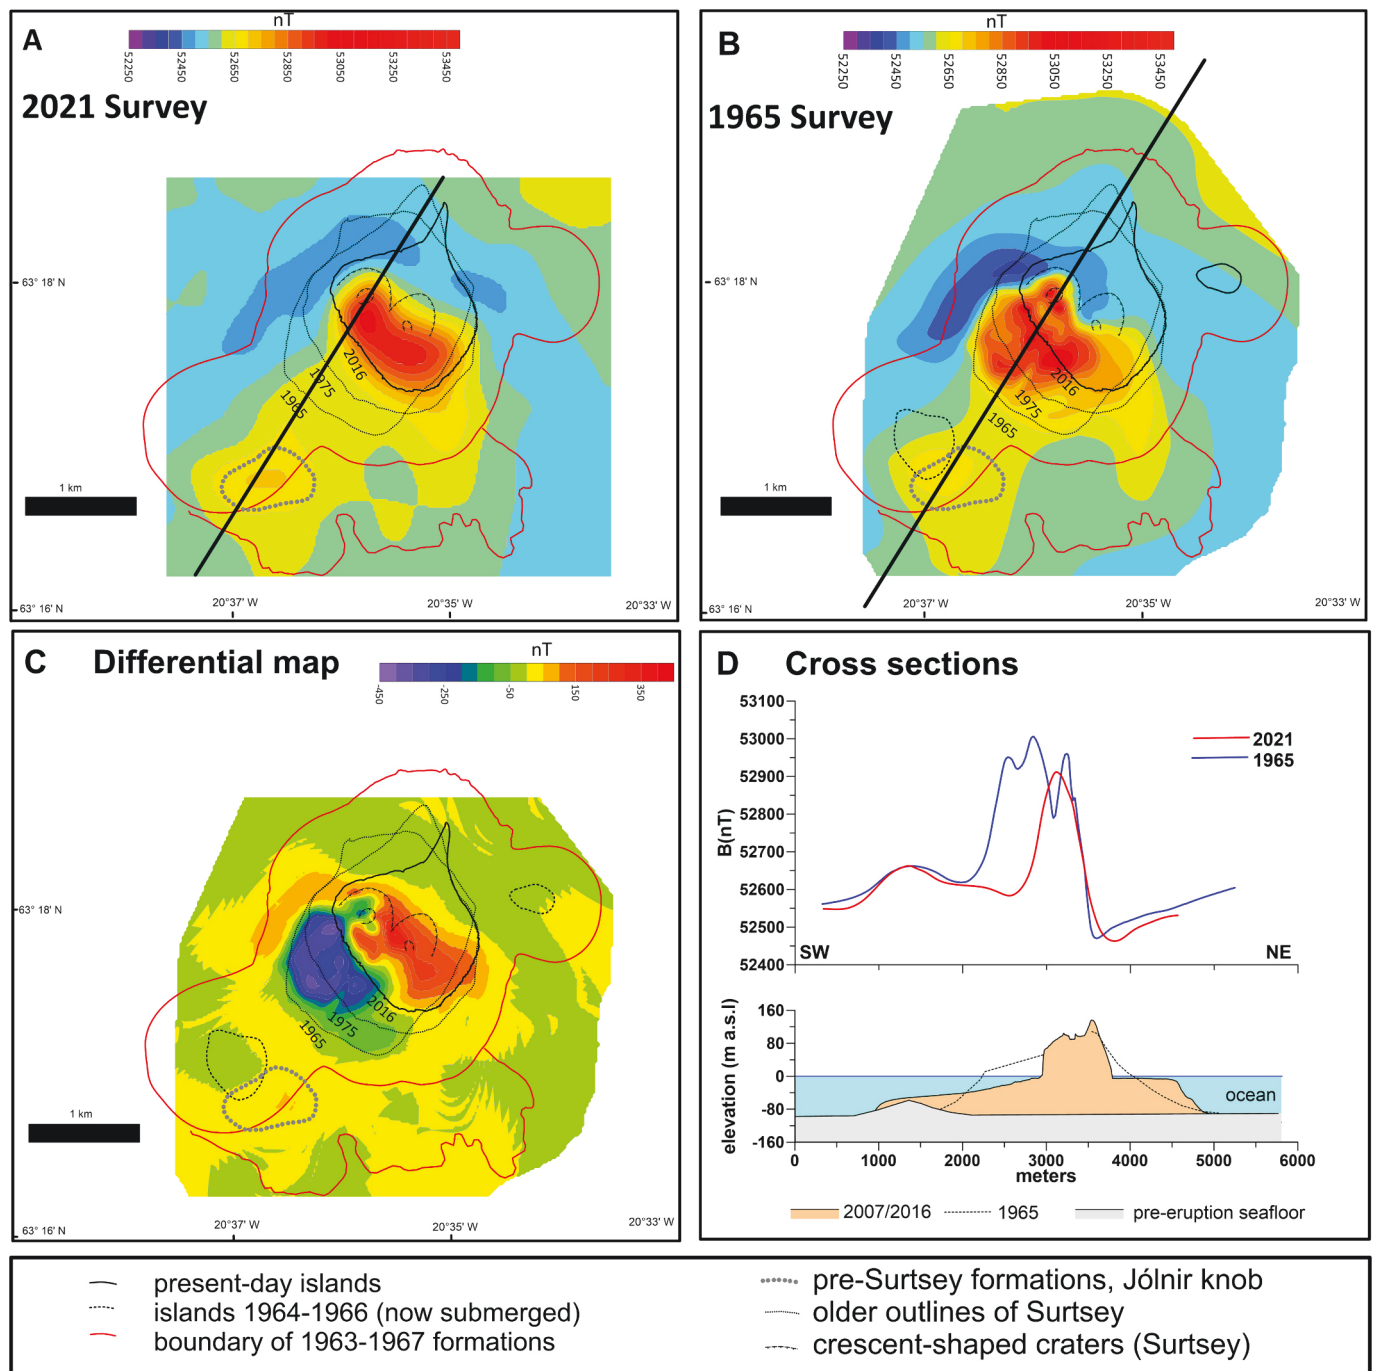 A
nT
52250
52450
52650
52850
53050
53250
53450
2021 Survey
63° 18' N
2016
1975
1965
1 km
63° 16' N
20°37' W
20°35' W
20°33' W
B
nT
52250
52450
52650
52850
53050
53250
53450
1965 Survey
63° 18' N
2016
1975
1965
1 km
63° 16' N
20°37' W
20°35' W
20°33' W
C Differential map
nT
-450
-250
-50
150
350
63° 18' N
2016
1975
1965
1 km
63° 16' N
20°37' W
20°35' W
20°33' W
D Cross sections
53100
53000
52900
52800
52700
52600
52500
52400
B(nT)
2021
1965
SW
NE
160
80
0
-80
-160
elevation (m a.s.l)
ocean
0 1000 2000 3000 4000 5000 6000
meters
2007/2016
1965
pre-eruption seafloor
present-day islands
islands 1964-1966 (now submerged)
boundary of 1963-1967 formations
pre-Surtsey formations, Jólnir knob
older outlines of Surtsey
crescent-shaped craters (Surtsey)